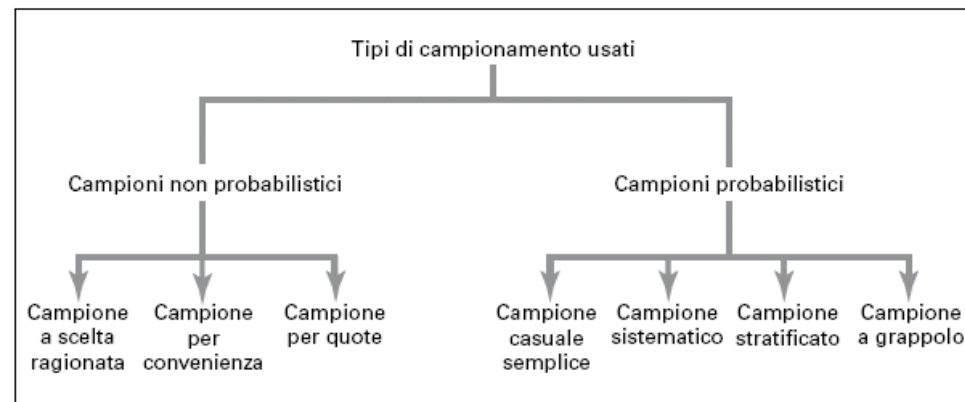 Tipi di campionamento usati
Campioni non probabilistici
Campioni probabilistici
Campione
a scelta
ragionata
Campione
per
convenienza
Campione
per quote
Campione
casuale
semplice
Campione
sistematico
Campione
stratificato
Campione
a grappolo